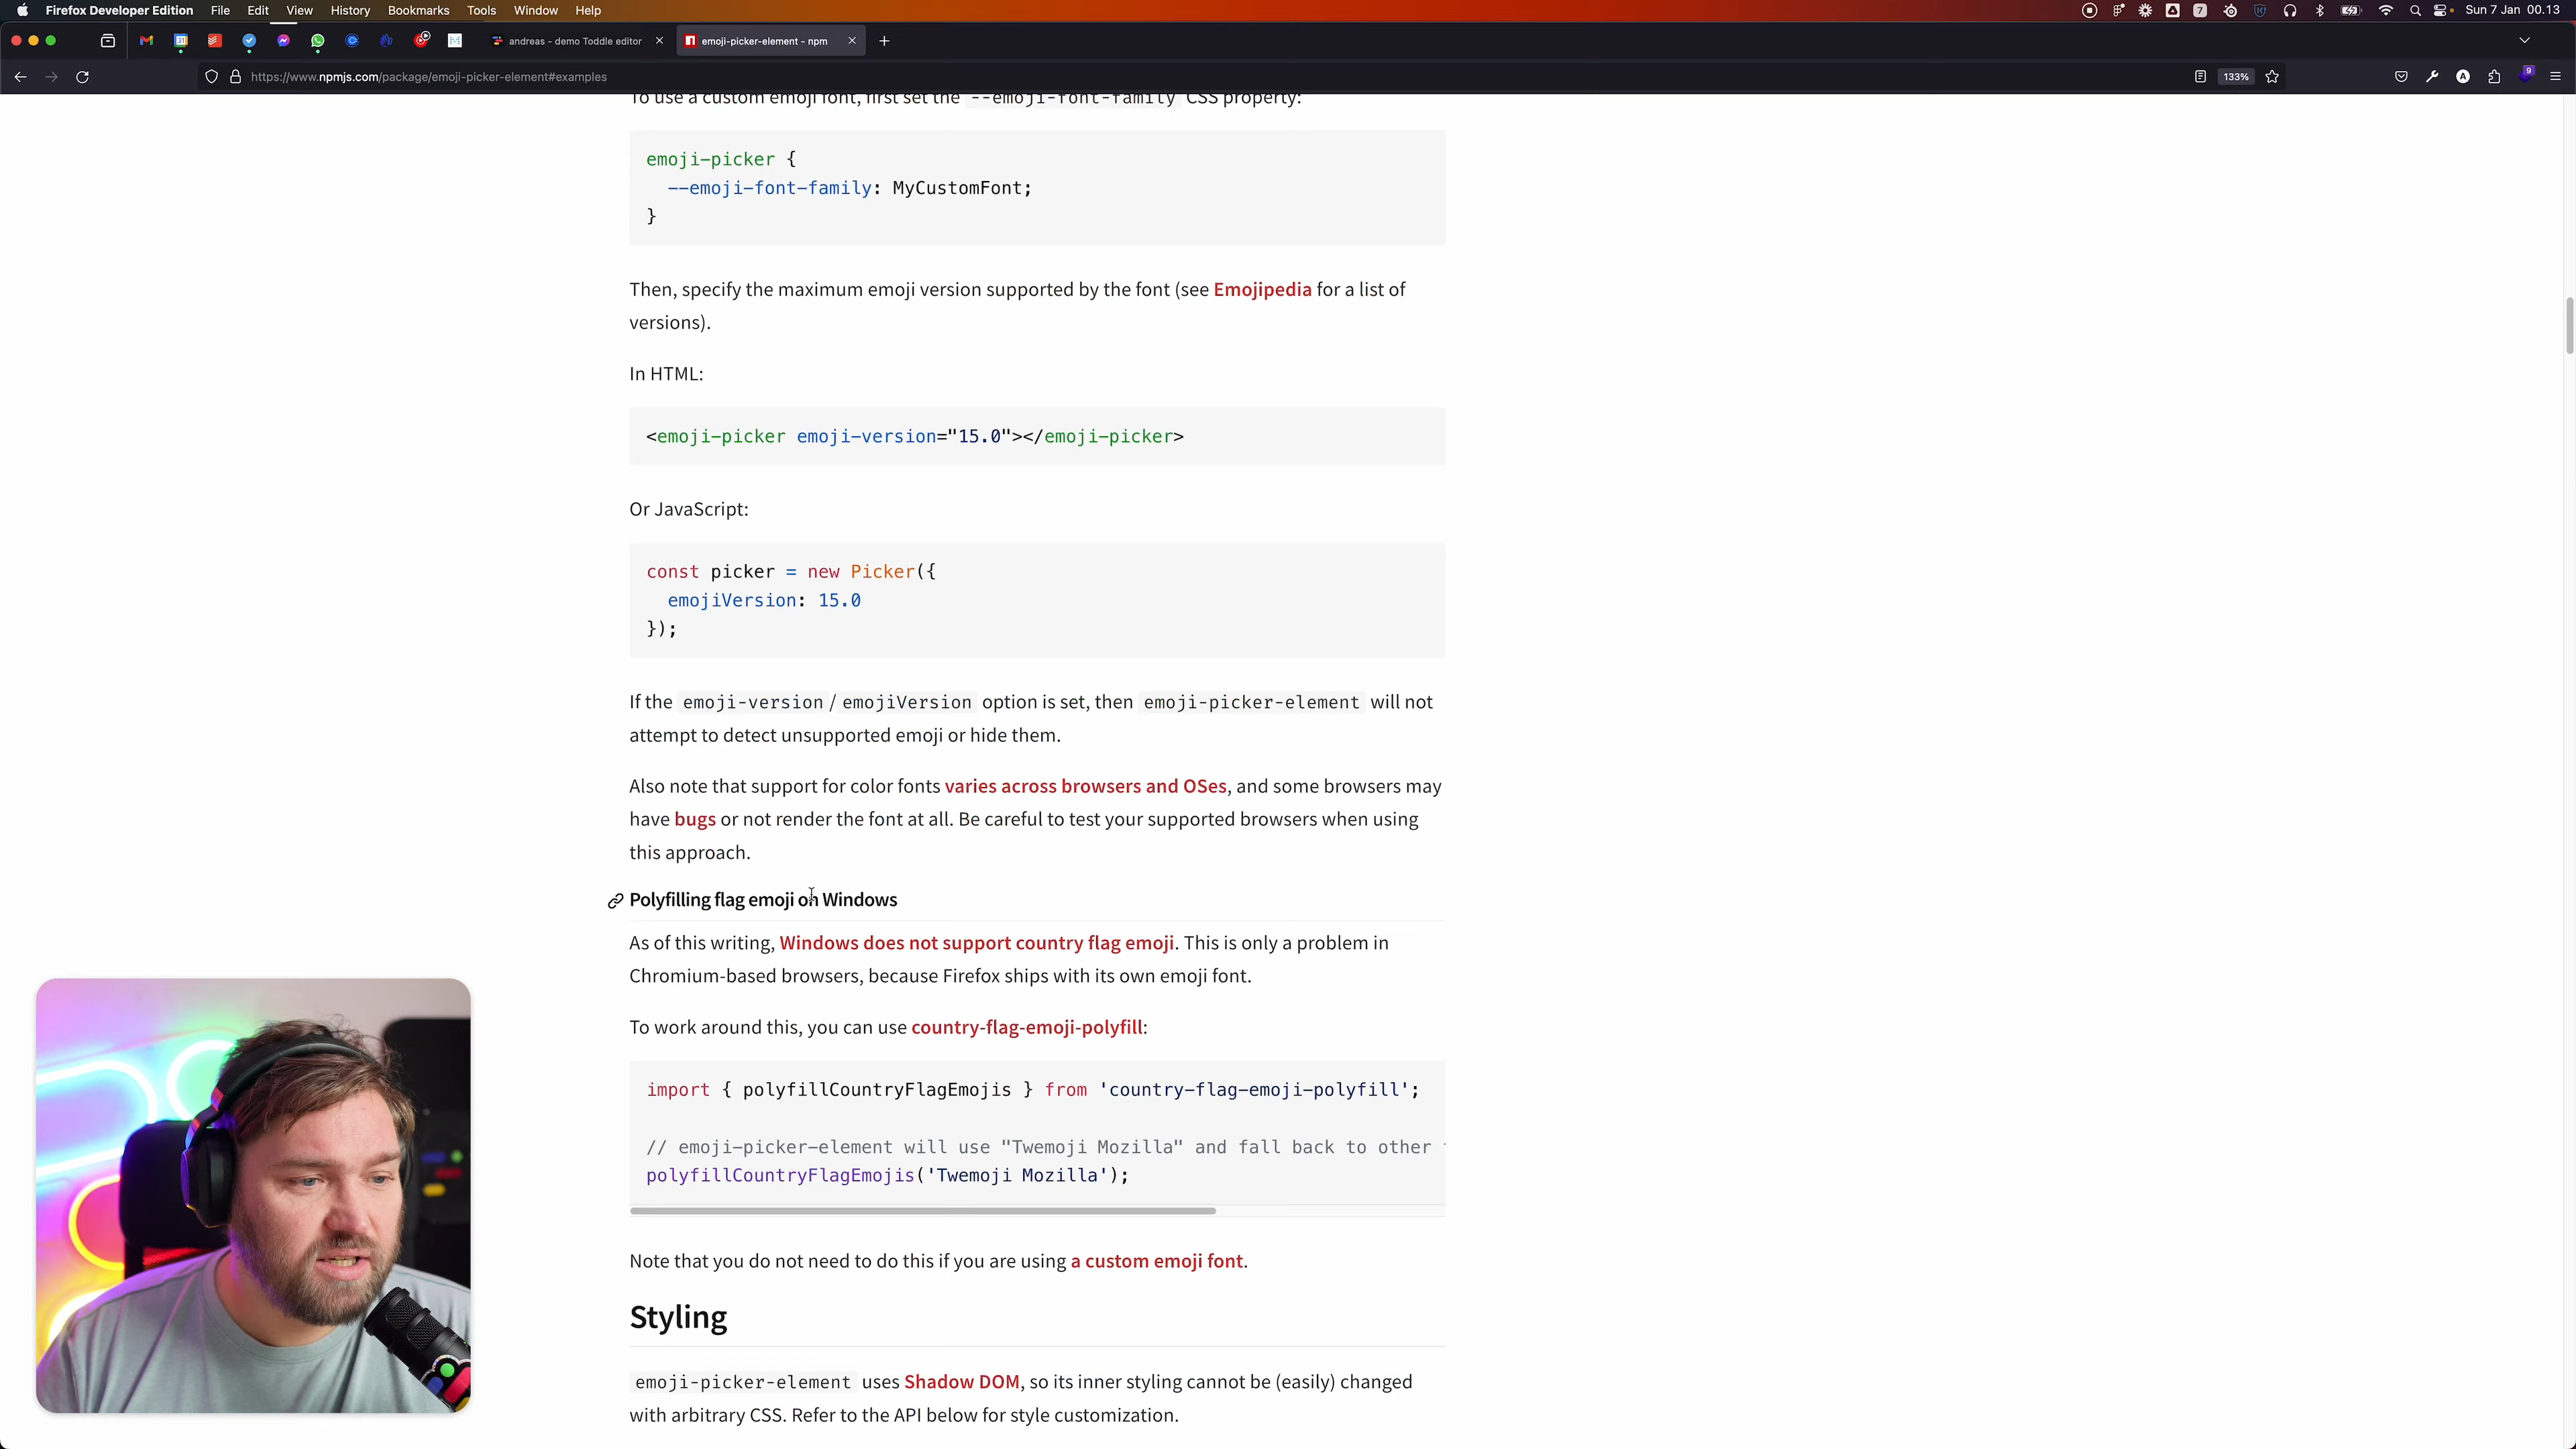 Firefox Developer Edition File Edit View History Bookmarks Tools Window Help
7 Sun 7 Jan 00.13
31 andreas - demo Toddle editor emoji-picker-element - npm
https://www.npmjs.com/package/emoji-picker-element#examples 133% A 9
To use a custom emoji font, first set the --emoji-font-family CSS property:
emoji-picker {
--emoji-font-family: MyCustomFont;
}
Then, specify the maximum emoji version supported by the font (see Emojipedia for a list of
versions).
In HTML:
<emoji-picker emoji-version="15.0"></emoji-picker>
Or JavaScript:
const picker = new Picker({
emojiVersion: 15.0
});
If the emoji-version/emojiVersion option is set, then emoji-picker-element will not
attempt to detect unsupported emoji or hide them.
Also note that support for color fonts varies across browsers and OSes, and some browsers may
have bugs or not render the font at all. Be careful to test your supported browsers when using
this approach.
Polyfilling flag emoji on Windows
As of this writing, Windows does not support country flag emoji. This is only a problem in
Chromium-based browsers, because Firefox ships with its own emoji font.
To work around this, you can use country-flag-emoji-polyfill:
import { polyfillCountryFlagEmojis } from 'country-flag-emoji-polyfill';
// emoji-picker-element will use "Twemoji Mozilla" and fall back to other
polyfillCountryFlagEmojis('Twemoji Mozilla');
Note that you do not need to do this if you are using a custom emoji font.
Styling
emoji-picker-element uses Shadow DOM, so its inner styling cannot be (easily) changed
with arbitrary CSS. Refer to the API below for style customization.